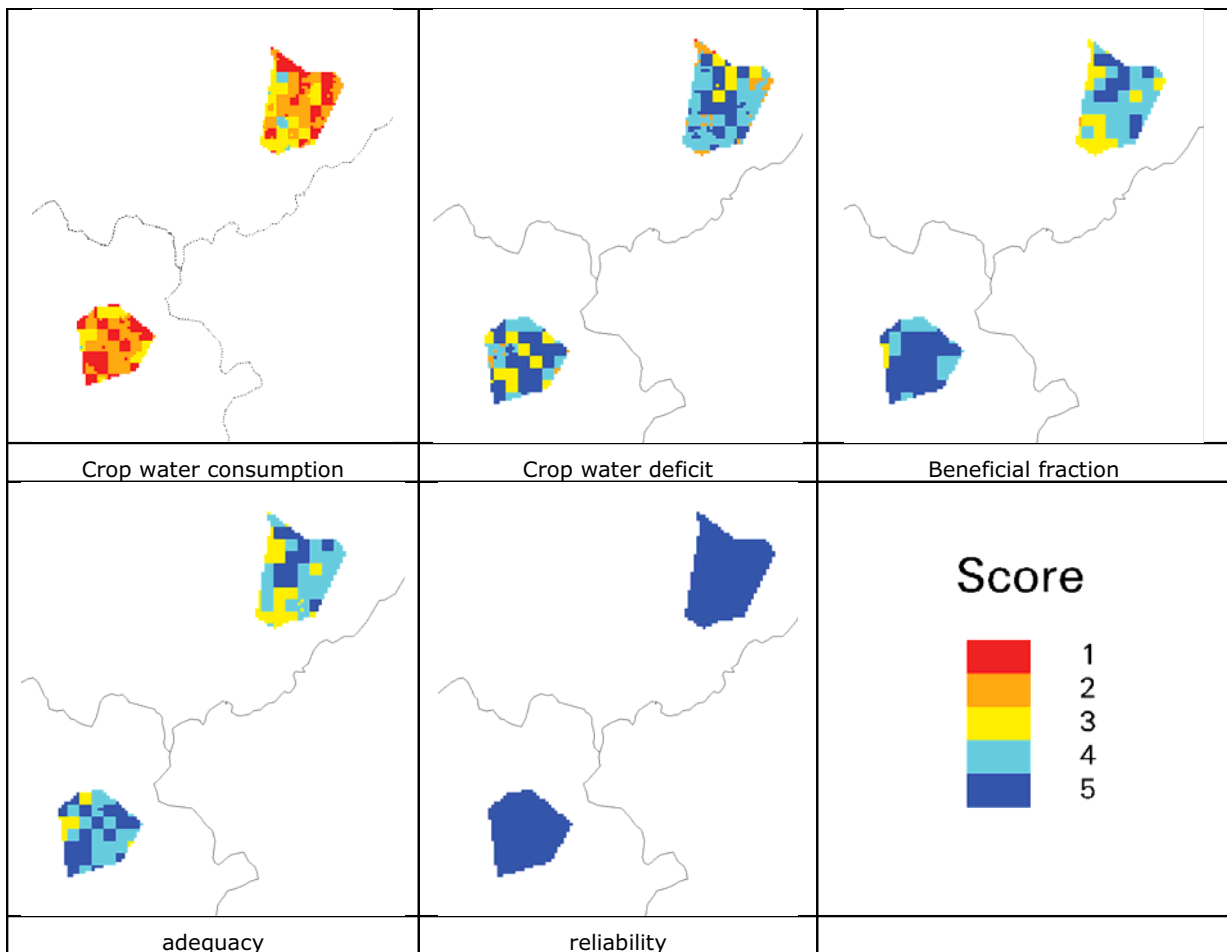 Crop water consumption
Crop water deficit
Beneficial fraction
Score
1
2
3
4
5
adequacy
reliability